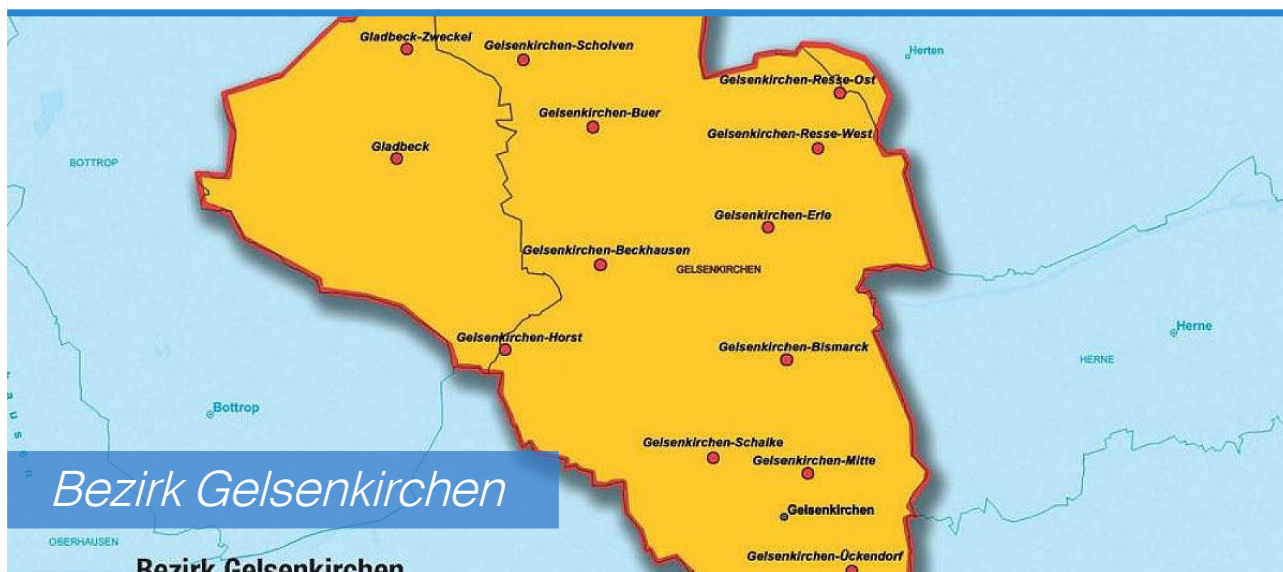 Gladbeck-Zweckel
Gelsenkirchen-Scholven
Herten
Gelsenkirchen-Resse-Ost
Gelsenkirchen-Buer
Gelsenkirchen-Resse-West
Gladbeck
BOTTROP
Gelsenkirchen-Erle
Gelsenkirchen-Beckhausen
GELSENKIRCHEN
Herne
Gelsenkirchen-Horst
Gelsenkirchen-Bismarck
HERNE
Bottrop
ausen
Gelsenkirchen-Schalke
Gelsenkirchen-Mitte
Bezirk Gelsenkirchen
Gelsenkirchen
OBERHAUSEN
Gelsenkirchen-Ückendorf
Bezirk Gelsenkirchen